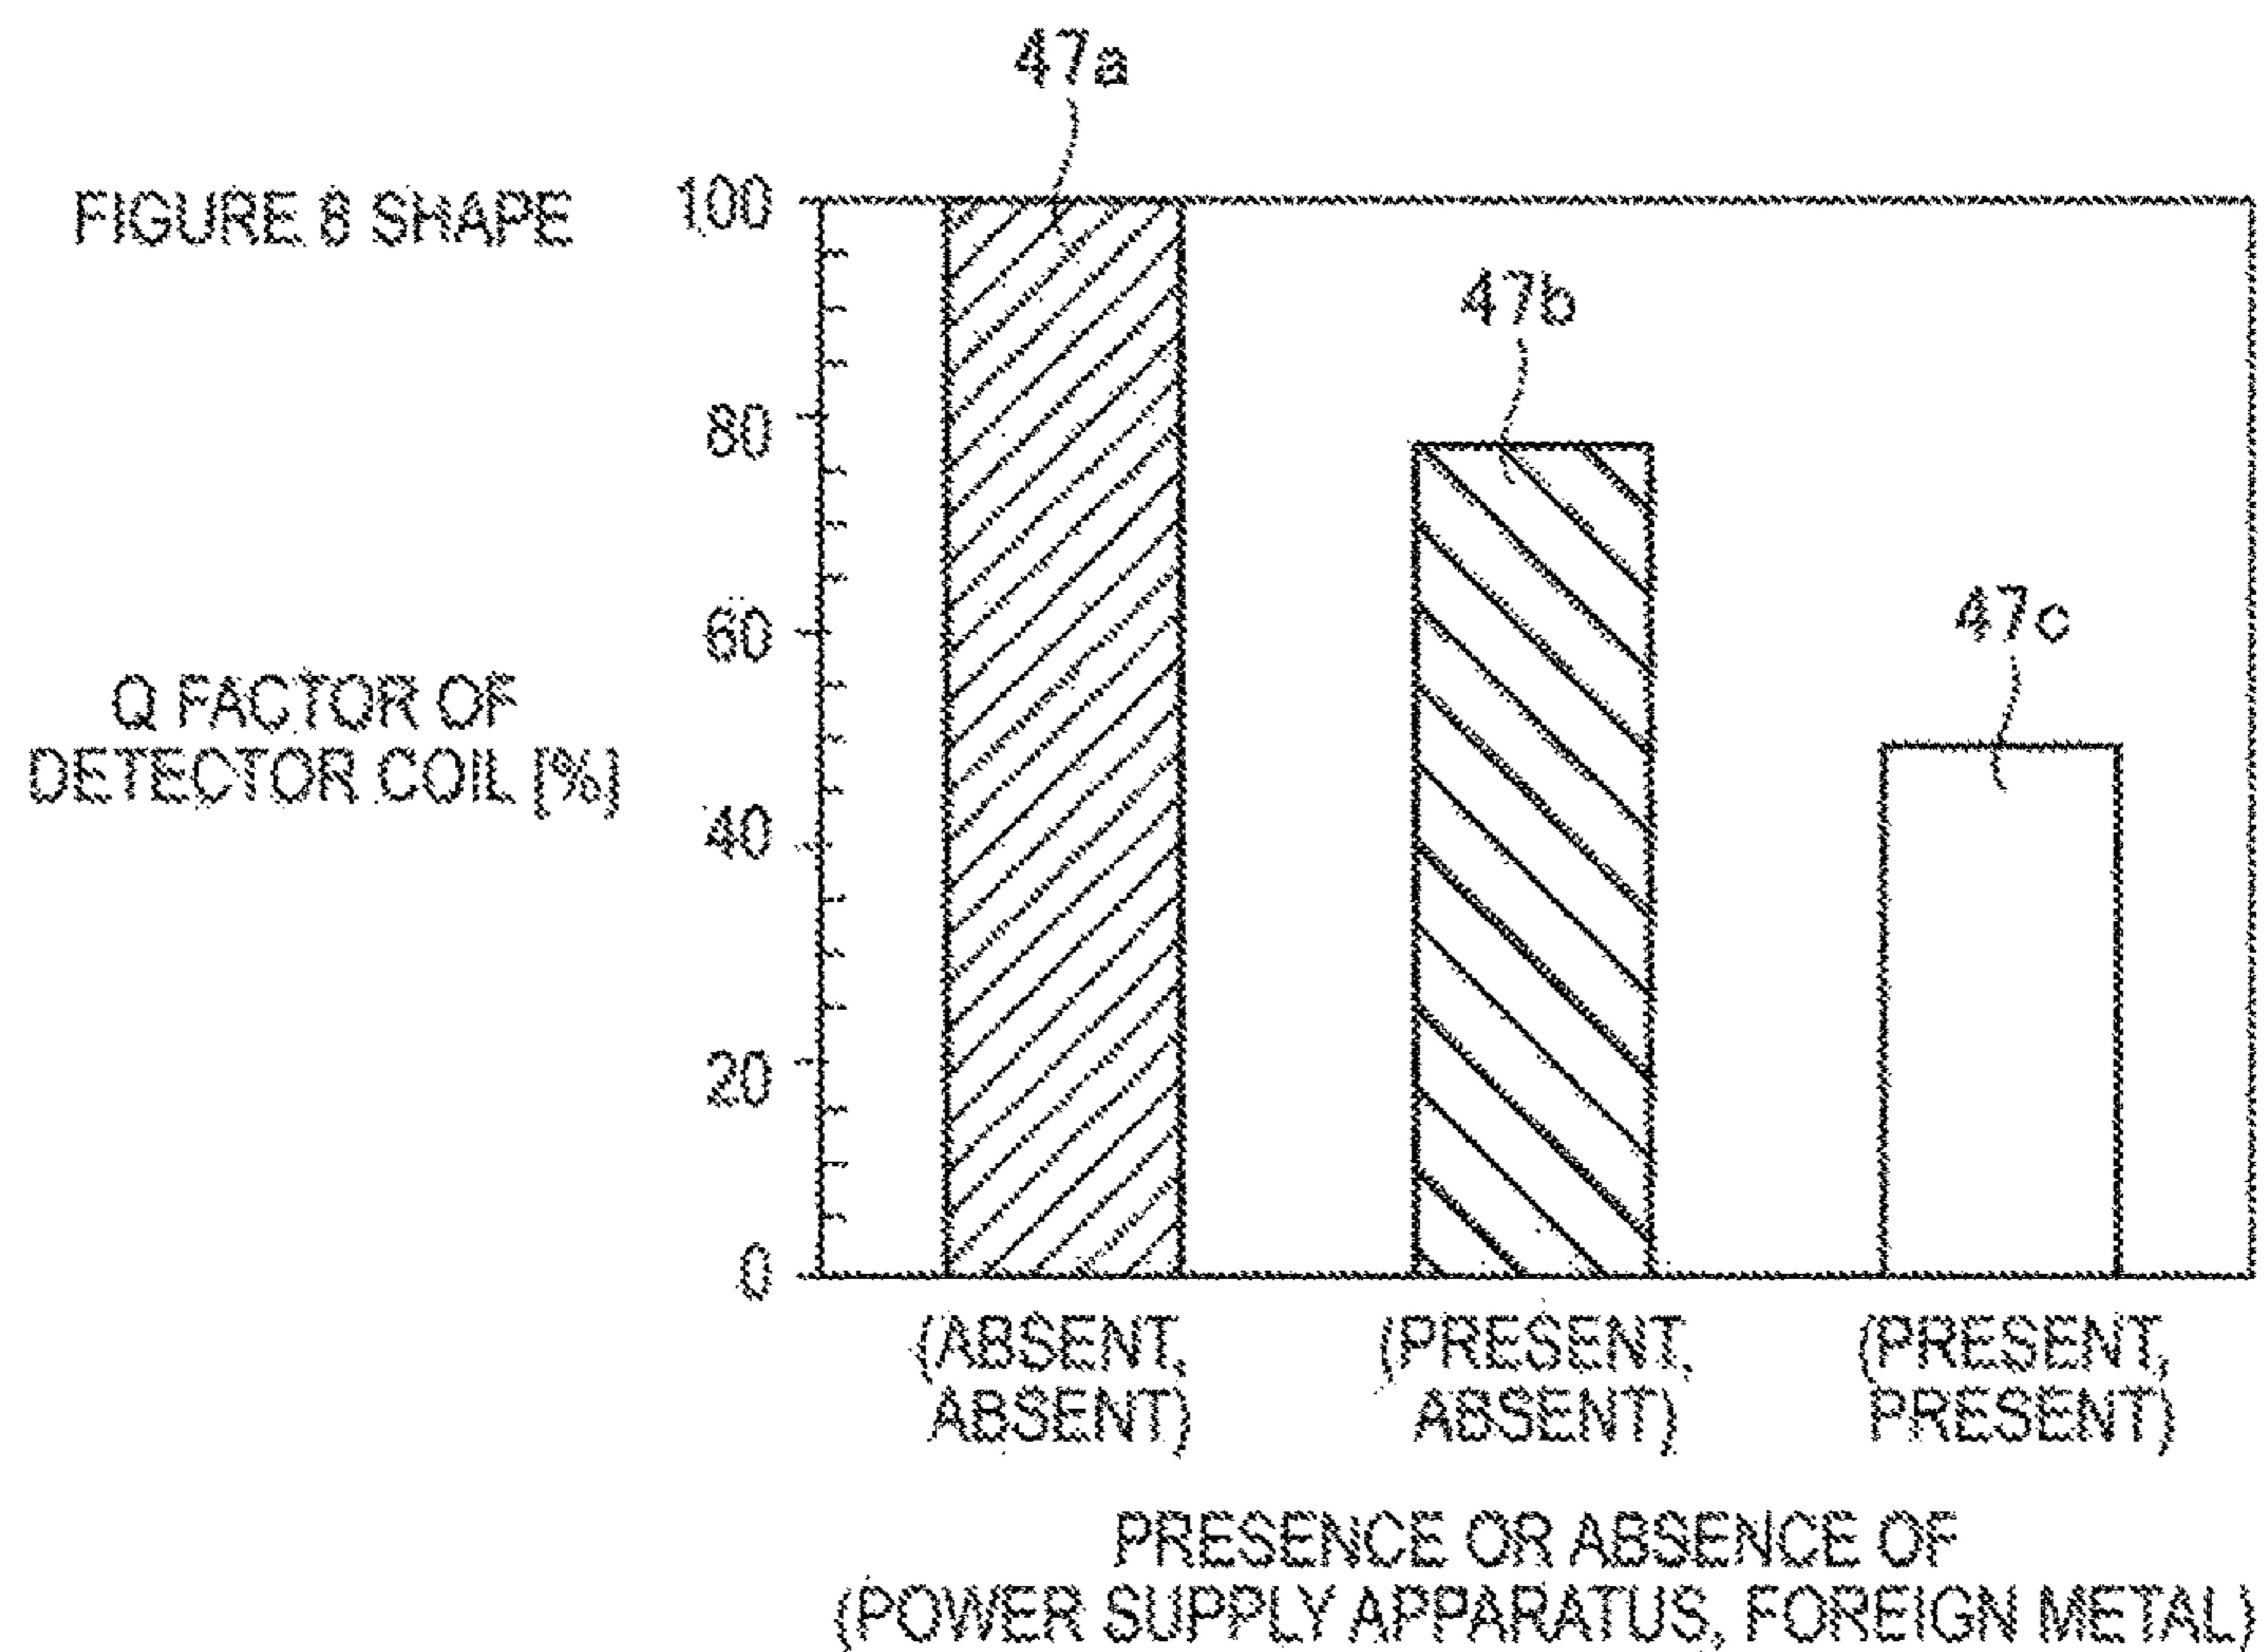 47a
FIGURE 8 SHAPE
100
47b
80
47c
60
Q FACTOR OF
DETECTOR COIL [%]
40
20
0
(ABSENT,
ABSENT)
(PRESENT,
ABSENT)
(PRESENT,
PRESENT)
PRESENCE OR ABSENCE OF
(POWER SUPPLY APPARATUS, FOREIGN METAL)